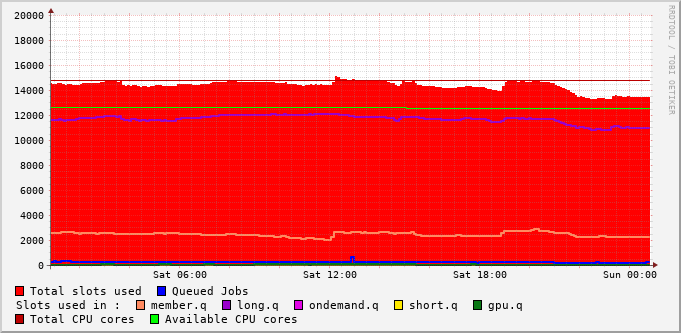 20000
18000
16000
14000
12000
10000
8000
6000
4000
2000
0
Sat 06:00 Sat 12:00 Sat 18:00 Sun 00:00
RRDTOOL / TOBI OETIKER
Total slots used Queued Jobs
Slots used in : member.q long.q ondemand.q short.q gpu.q
Total CPU cores Available CPU cores